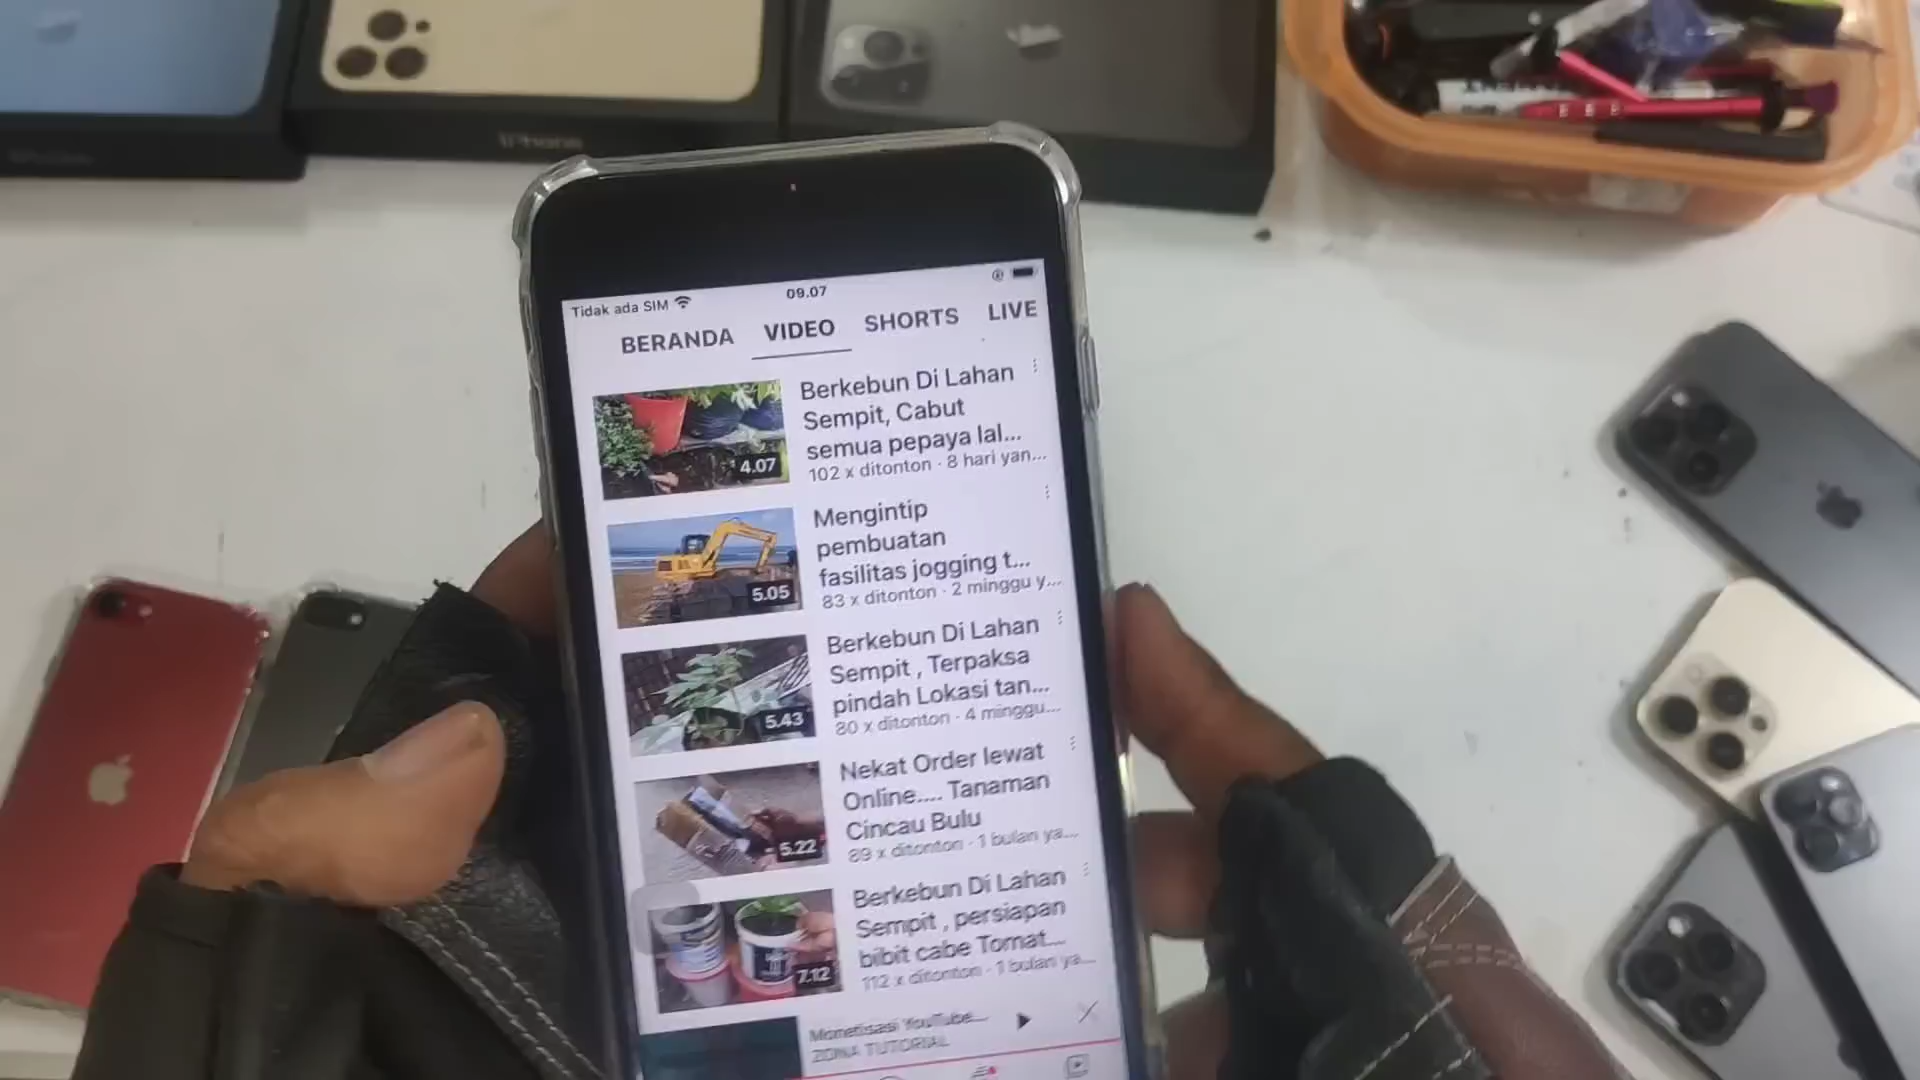 iPhone
Tidak ada SIM
09.07
BERANDA VIDEO SHORTS LIVE
Berkebun Di Lahan
Sempit, Cabut
semua pepaya lal...
102 x ditonton · 8 hari yan...
4.07
Mengintip
pembuatan
fasilitas jogging t...
83 x ditonton · 2 minggu y...
5.05
Berkebun Di Lahan
Sempit , Terpaksa
pindah Lokasi tan...
80 x ditonton · 4 minggu...
5.43
Nekat Order lewat
Online.... Tanaman
Cincau Bulu
89 x ditonton · 1 bulan ya...
5.22
Berkebun Di Lahan
Sempit , persiapan
bibit cabe Tomat...
112 x ditonton · 1 bulan ya...
7.12
Monetisasi YouTube...
ZONA TUTORIAL